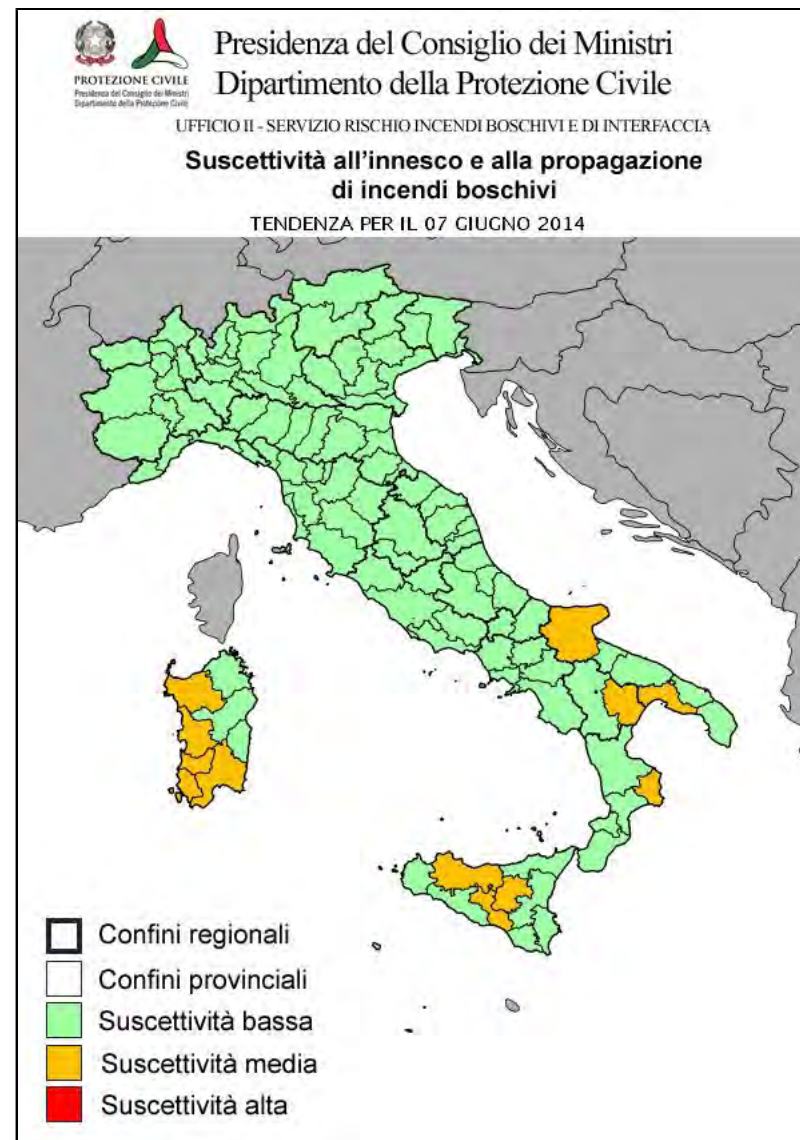 Presidenza del Consiglio dei Ministri
Dipartimento della Protezione Civile
PROTEZIONE CIVILE
Presidenza del Consiglio dei Ministri
Dipartimento della Protezione Civile
UFFICIO II - SERVIZIO RISCHIO INCENDI BOSCHIVI E DI INTERFACCIA
Suscettività all'innesco e alla propagazione
di incendi boschivi
TENDENZA PER IL 07 GIUGNO 2014
Confini regionali
Confini provinciali
Suscettività bassa
Suscettività media
Suscettività alta